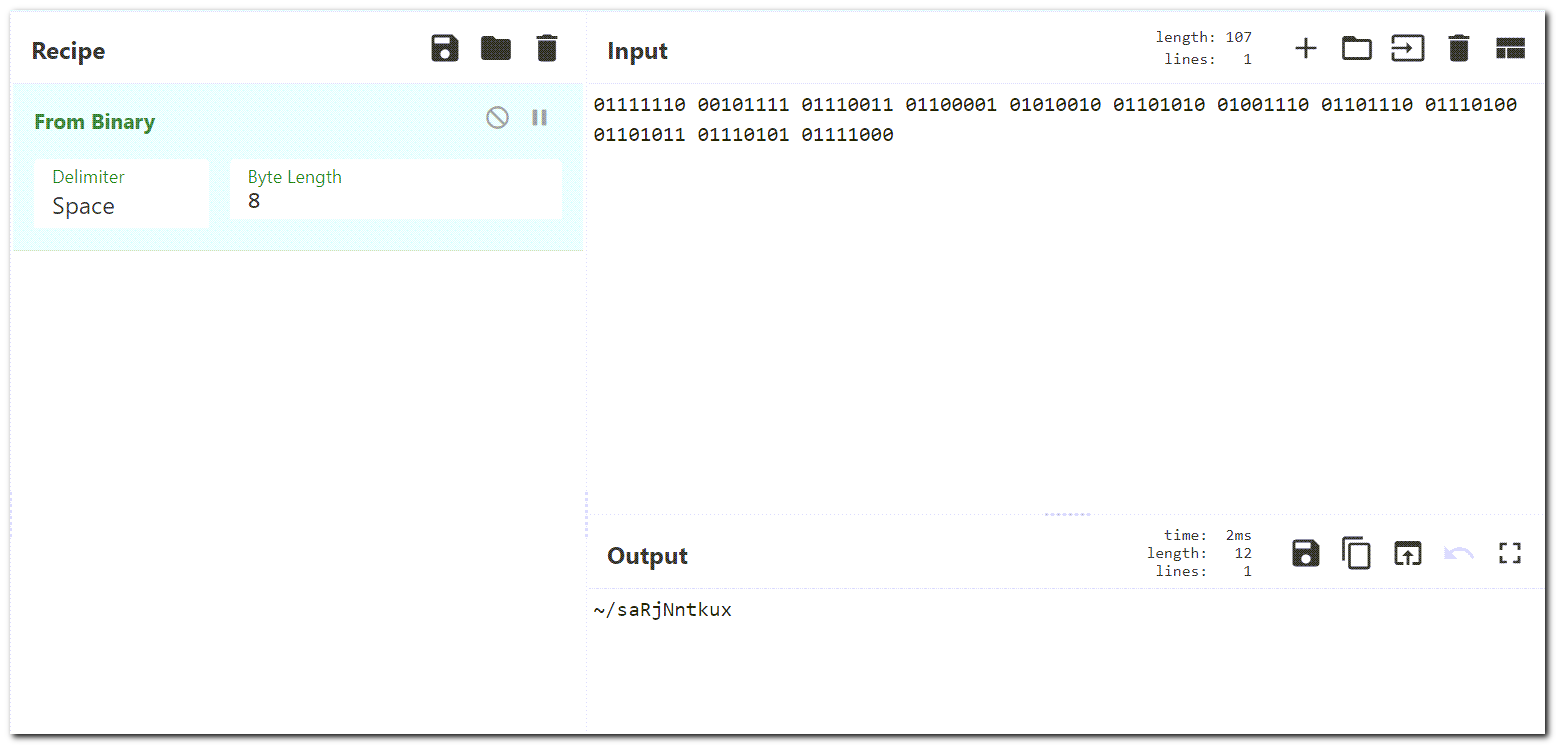 Recipe
Input
length: 107
lines: 1
From Binary
Delimiter
Space
Byte Length
8
01111110 00101111 01110011 01100001 01010010 01101010 01001110 01101110 01110100
01101011 01110101 01111000
Output
time: 2ms
length: 12
lines: 1
~/saRjNntkux